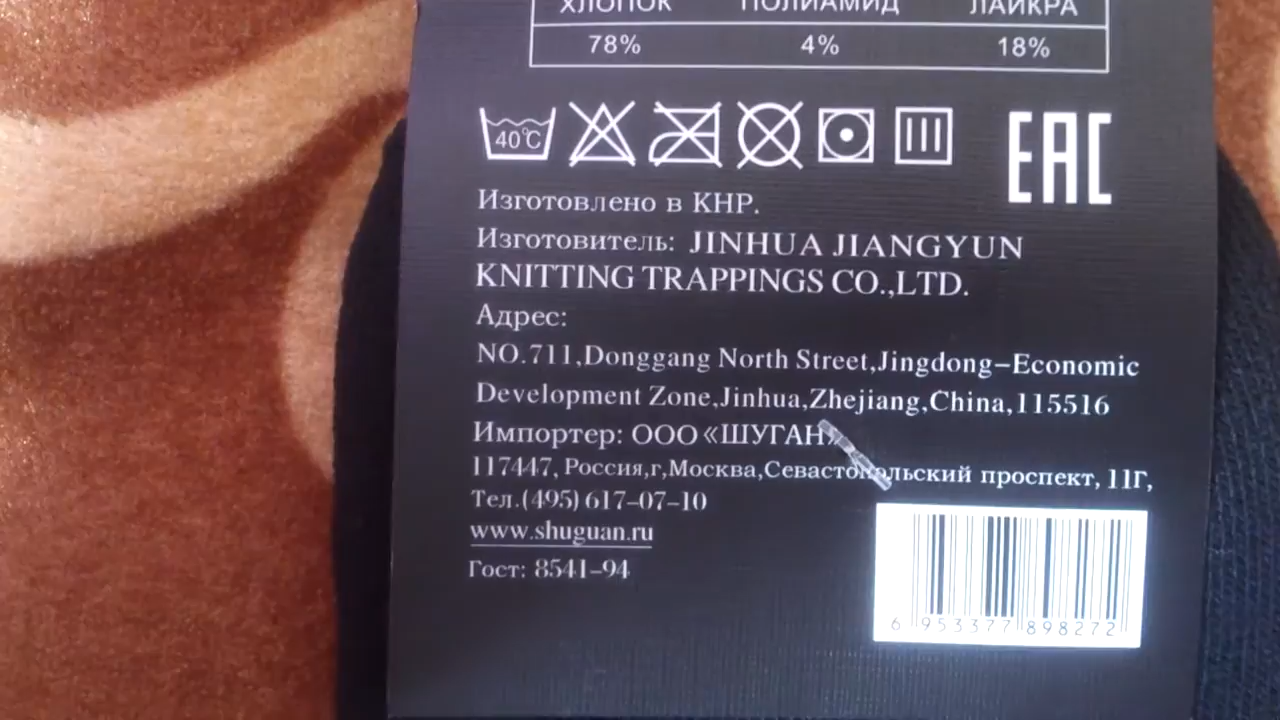 ХЛОПОК ПОЛИАМИД ЛАЙКРА
78% 4% 18%
40°C
EAC
Изготовлено в КНР.
Изготовитель: JINHUA JIANGYUN
KNITTING TRAPPINGS CO.,LTD.
Адрес:
NO.711,Donggang North Street,Jingdong-Economic
Development Zone,Jinhua,Zhejiang,China,115516
Импортер: ООО «ШУГАН»
117447, Россия,г,Москва,Севастопольский проспект, 11Г,
Тел.(495) 617-07-10
www.shuguan.ru
Гост: 8541-94
6 953377 898272